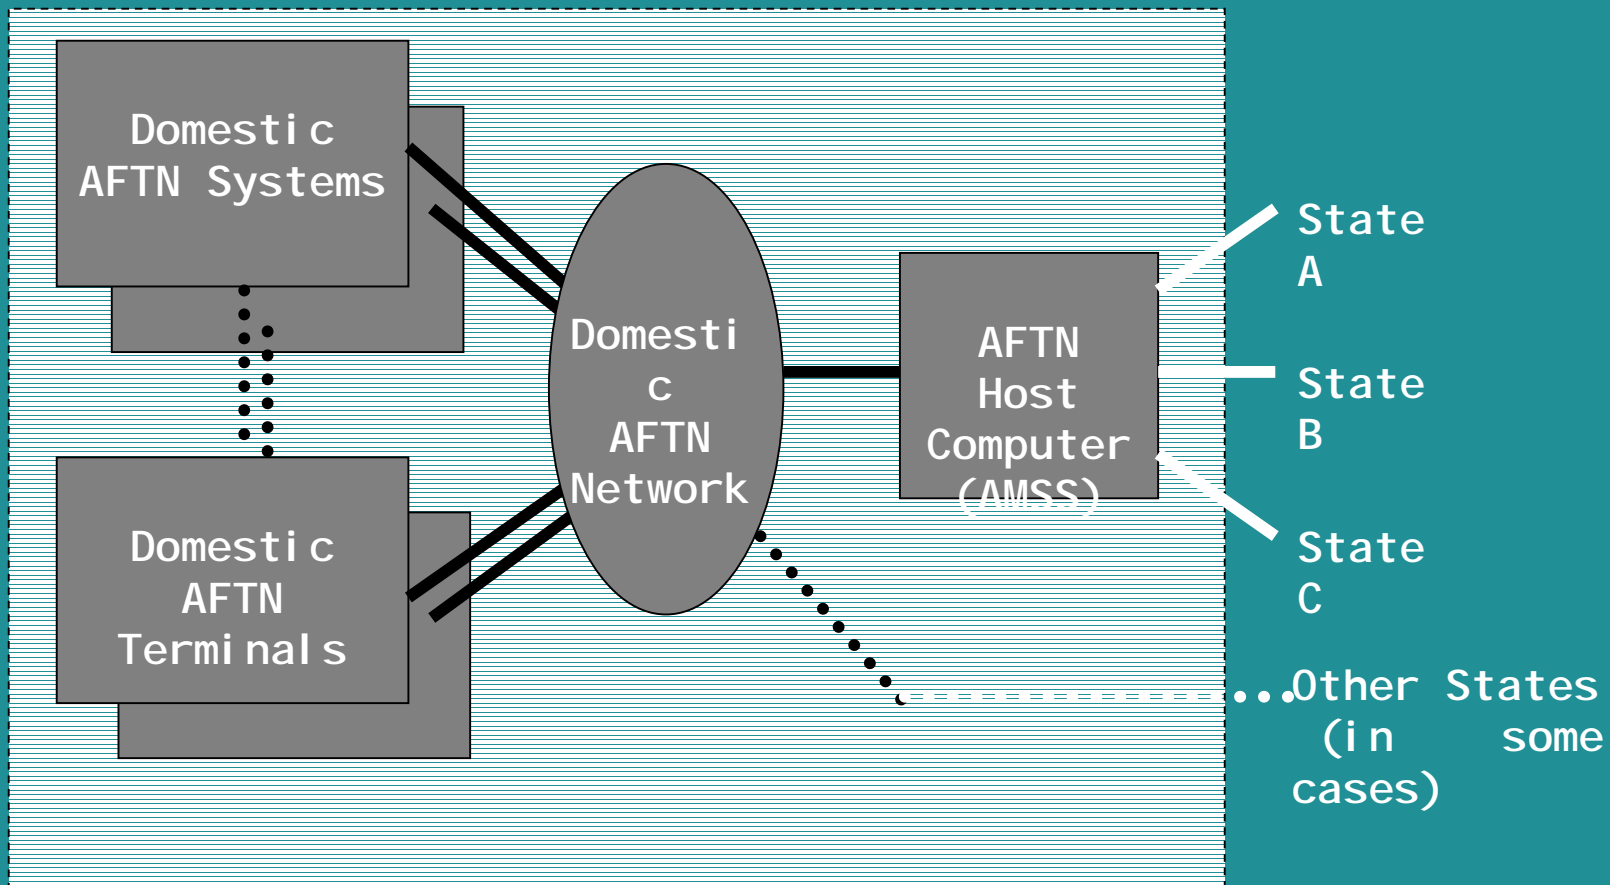 Domestic
AFTN Systems
Domesti
c
AFTN
Network
AFTN
Host
Computer
(AMSS)
Domestic
AFTN
Terminals
State
A
State
B
State
C
Other States
(in some
cases)